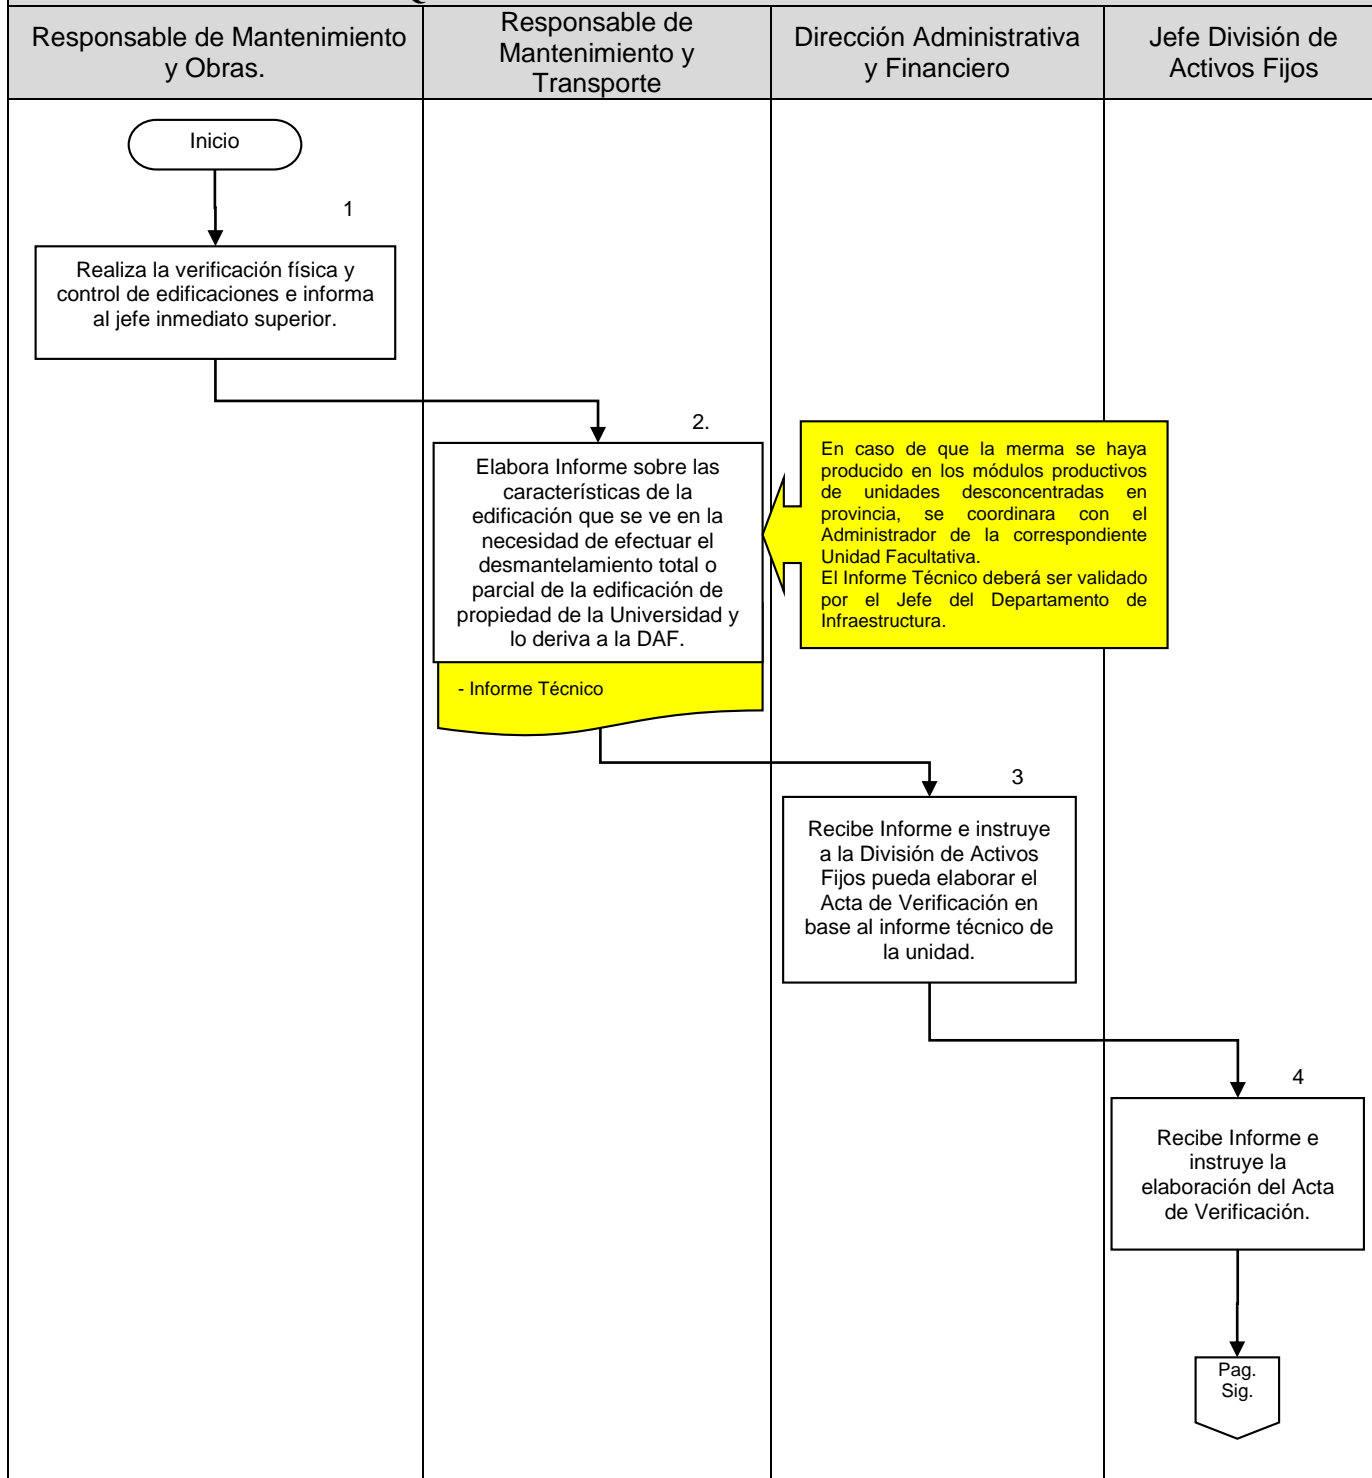 Responsable de Mantenimiento
y Obras.
Responsable de
Mantenimiento y
Transporte
Dirección Administrativa
y Financiero
Jefe División de
Activos Fijos
Inicio
1
Realiza la verificación física y
control de edificaciones e informa
al jefe inmediato superior.
2.
Elabora Informe sobre las
características de la
edificación que se ve en la
necesidad de efectuar el
desmantelamiento total o
parcial de la edificación de
propiedad de la Universidad y
lo deriva a la DAF.
- Informe Técnico
En caso de que la merma se haya
producido en los módulos productivos
de unidades desconcentradas en
provincia, se coordinara con el
Administrador de la correspondiente
Unidad Facultativa.
El Informe Técnico deberá ser validado
por el Jefe del Departamento de
Infraestructura.
3
Recibe Informe e instruye
a la División de Activos
Fijos pueda elaborar el
Acta de Verificación en
base al informe técnico de
la unidad.
4
Recibe Informe e
instruye la
elaboración del Acta
de Verificación.
Pag.
Sig.